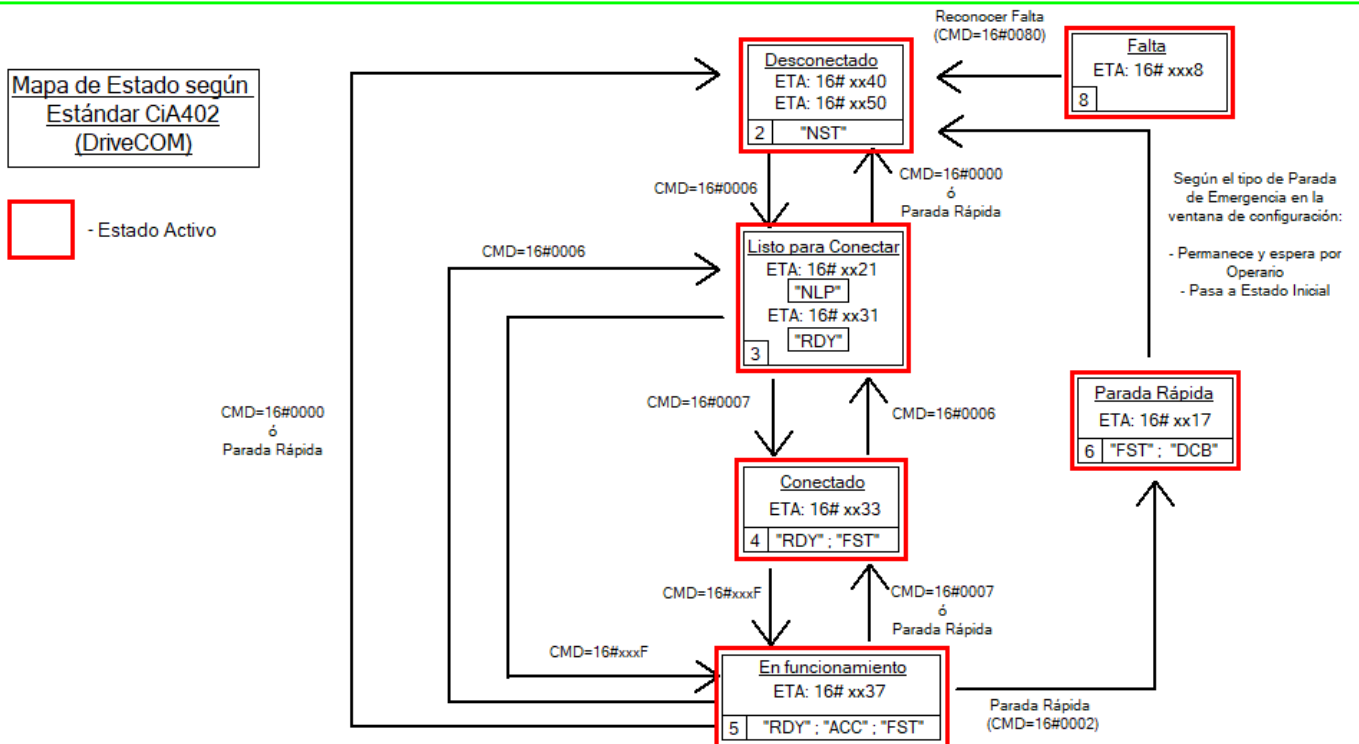 Mapa de Estado según
Estándar CiA402
(DriveCOM)
- Estado Activo
Reconocer Falta
(CMD=16#0080)
Falta
ETA: 16# xxx8
8
Desconectado
ETA: 16# xx40
ETA: 16# xx50
2 "NST"
CMD=16#0006
CMD=16#0000
ó
Parada Rápida
Según el tipo de Parada
de Emergencia en la
ventana de configuración:
- Permanece y espera por
Operario
- Pasa a Estado Inicial
CMD=16#0006
Listo para Conectar
ETA: 16# xx21
"NLP"
ETA: 16# xx31
"RDY"
3
CMD=16#0000
ó
Parada Rápida
CMD=16#0007
CMD=16#0006
Parada Rápida
ETA: 16# xx17
6 "FST" ; "DCB"
Conectado
ETA: 16# xx33
4 "RDY" ; "FST"
CMD=16#xxxF
CMD=16#0007
ó
Parada Rápida
CMD=16#xxxF
En funcionamiento
ETA: 16# xx37
5 "RDY" ; "ACC" ; "FST"
Parada Rápida
(CMD=16#0002)